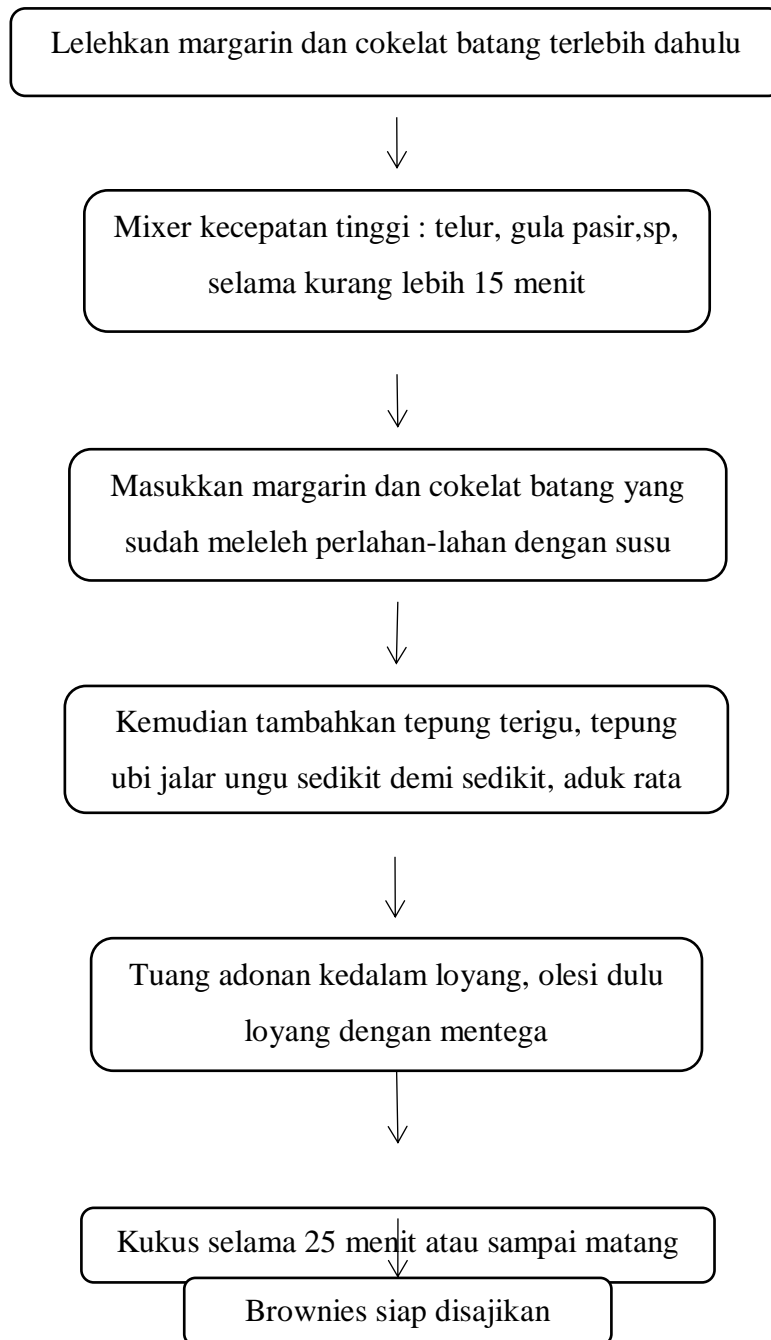 Lelehkan margarin dan cokelat batang terlebih dahulu
Mixer kecepatan tinggi : telur, gula pasir,sp,
selama kurang lebih 15 menit
Masukkan margarin dan cokelat batang yang
sudah meleleh perlahan-lahan dengan susu
Kemudian tambahkan tepung terigu, tepung
ubi jalar ungu sedikit demi sedikit, aduk rata
Tuang adonan kedalam loyang, olesi dulu
loyang dengan mentega
Kukus selama 25 menit atau sampai matang
Brownies siap disajikan